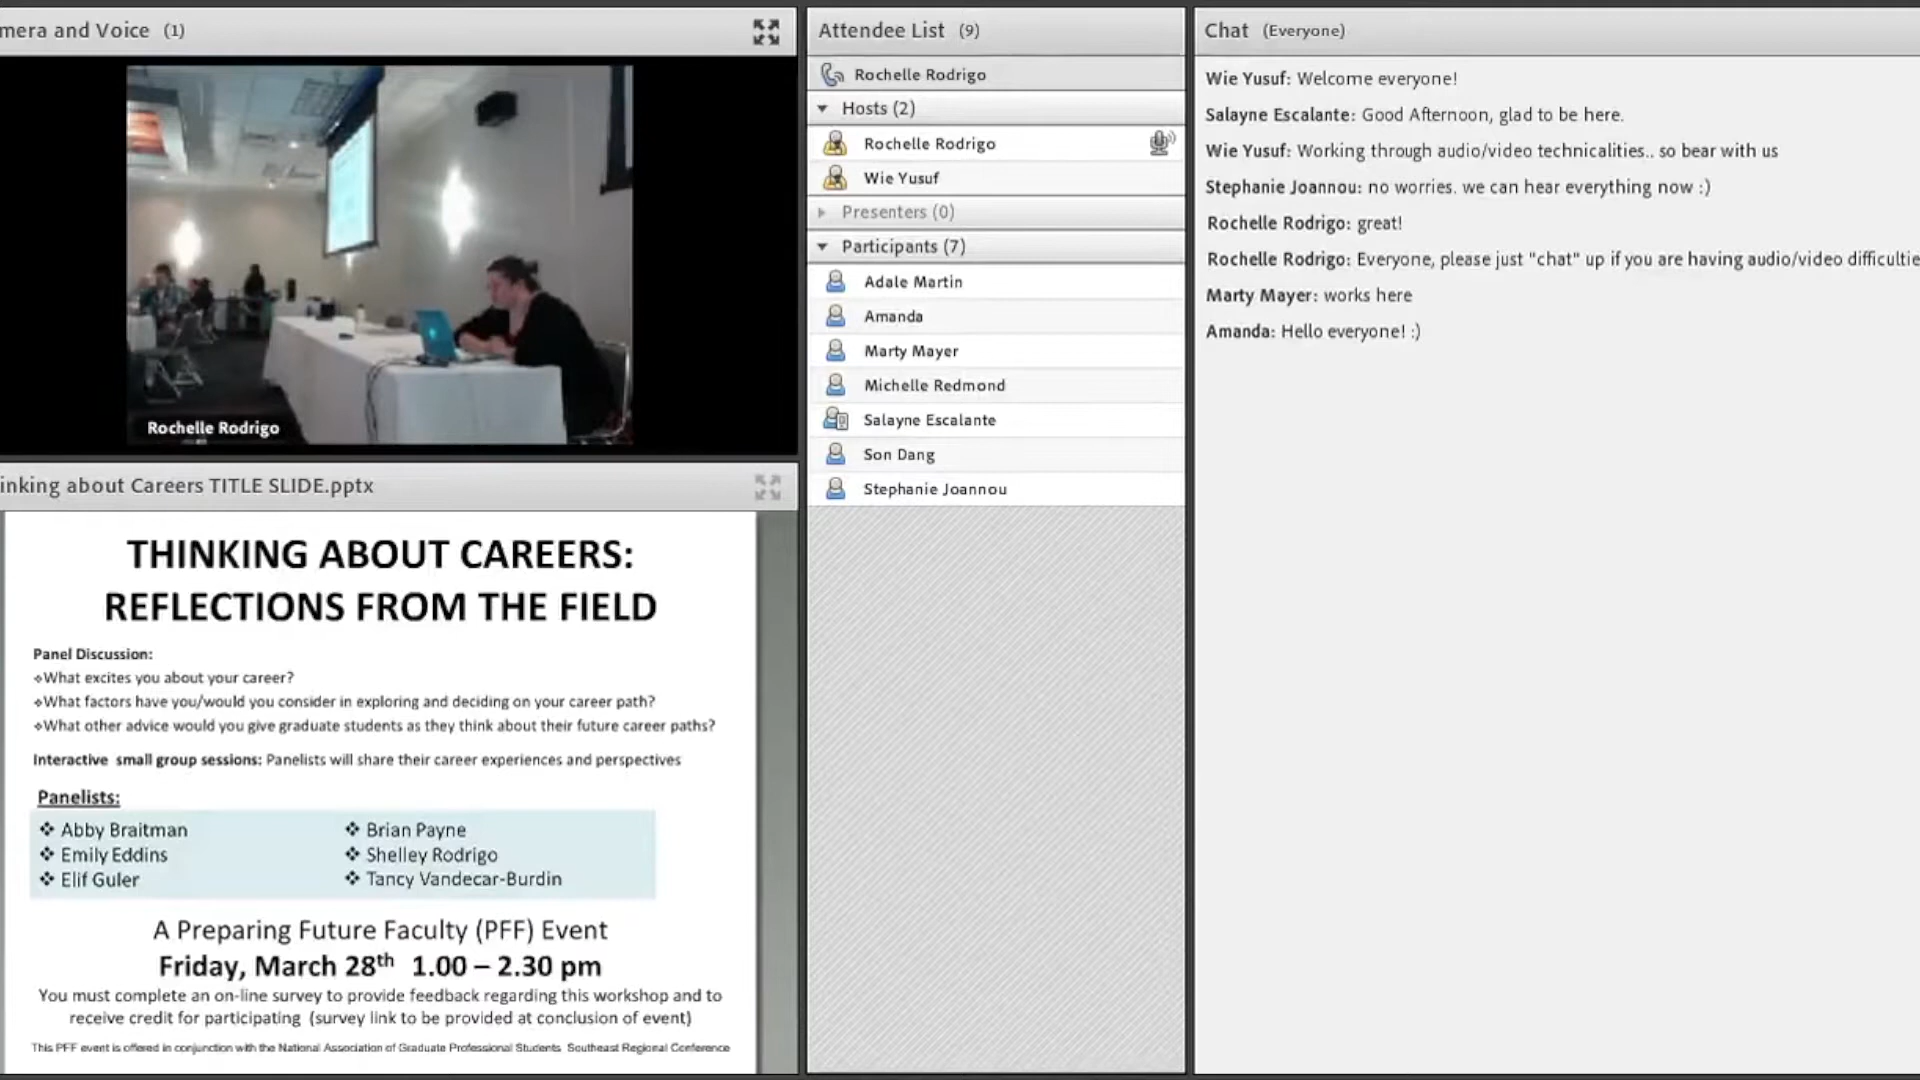 mera and Voice (1)
Rochelle Rodrigo
inking about Careers TITLE SLIDE.pptx
THINKING ABOUT CAREERS:
REFLECTIONS FROM THE FIELD
Panel Discussion:
❖What excites you about your career?
❖What factors have you/would you consider in exploring and deciding on your career path?
❖What other advice would you give graduate students as they think about their future career paths?
Interactive small group sessions: Panelists will share their career experiences and perspectives
Panelists:
❖ Abby Braitman
❖ Emily Eddins
❖ Elif Guler
❖ Brian Payne
❖ Shelley Rodrigo
❖ Tancy Vandecar-Burdin
A Preparing Future Faculty (PFF) Event
Friday, March 28th 1.00 – 2.30 pm
You must complete an on-line survey to provide feedback regarding this workshop and to
receive credit for participating (survey link to be provided at conclusion of event)
This PFF event is offered in conjunction with the National Association of Graduate Professional Students Southeast Regional Conference
Attendee List (9)
Rochelle Rodrigo
Hosts (2)
Rochelle Rodrigo
Wie Yusuf
Presenters (0)
Participants (7)
Adale Martin
Amanda
Marty Mayer
Michelle Redmond
Salayne Escalante
Son Dang
Stephanie Joannou
Chat (Everyone)
Wie Yusuf: Welcome everyone!
Salayne Escalante: Good Afternoon, glad to be here.
Wie Yusuf: Working through audio/video technicalities.. so bear with us
Stephanie Joannou: no worries. we can hear everything now :)
Rochelle Rodrigo: great!
Rochelle Rodrigo: Everyone, please just "chat" up if you are having audio/video difficultie
Marty Mayer: works here
Amanda: Hello everyone! :)